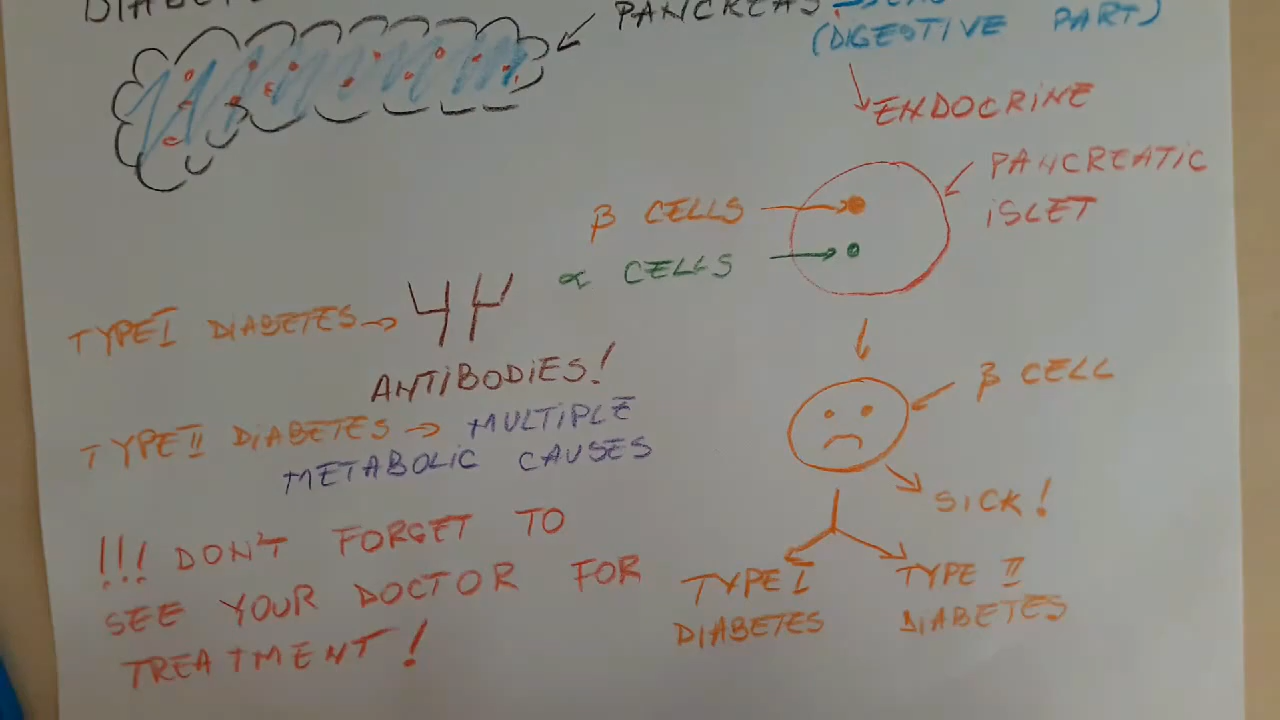 PANCREAS
(DIGESTIVE PART)
ENDOCRINE
PANCREATIC
ISLET
β CELLS
∝ CELLS
TYPE I DIABETES →
ANTIBODIES!
TYPE II DIABETES → MULTIPLE
METABOLIC CAUSES
β CELL
SICK!
TYPE I
DIABETES
TYPE II
DIABETES
!!! DON'T FORGET TO
SEE YOUR DOCTOR FOR
TREATMENT!